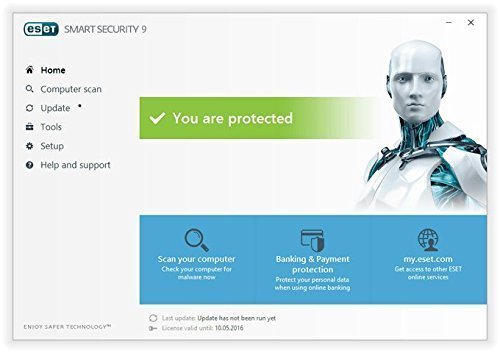 eseT SMART SECURITY 9
Home
Computer scan
Update
Tools
Setup
Help and support
You are protected
Scan your computer
Check your computer for
malware now
Banking & Payment
protection
Protect your personal data
when using online banking
my.eset.com
Get access to other ESET
online services
Last update: Update has not been run yet
License valid until: 10.05.2016
ENJOY SAFER TECHNOLOGY™